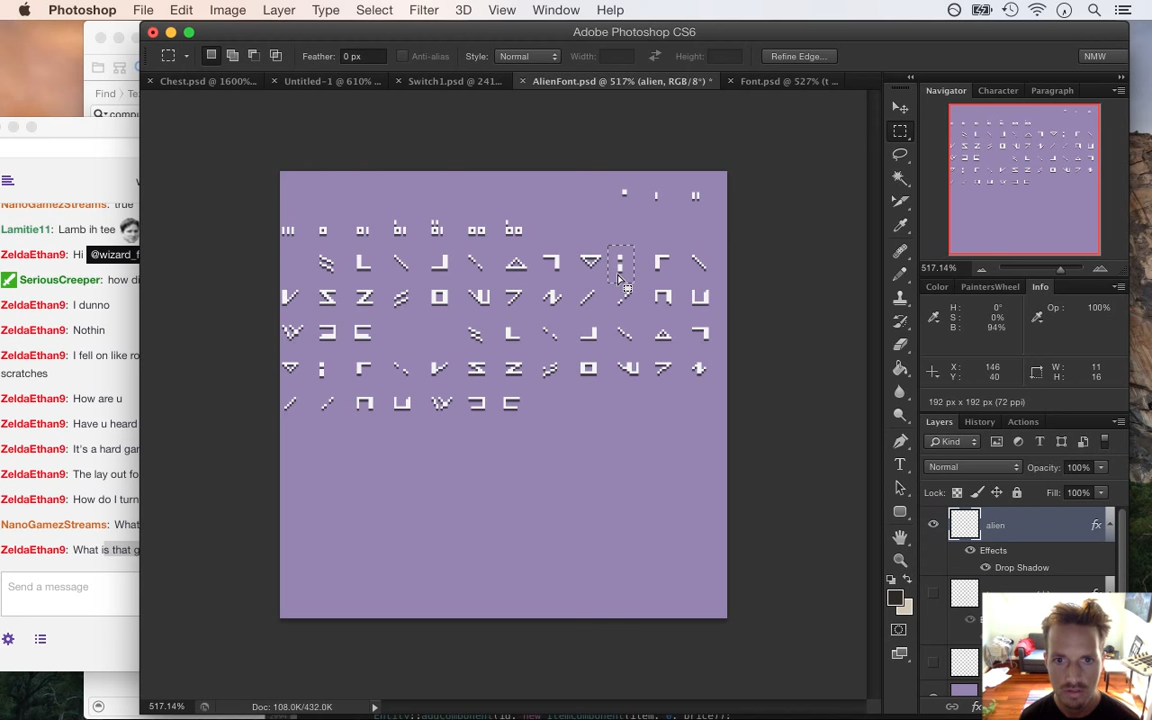 Photoshop File Edit Image Layer Type Select Filter 3D View Window Help
Adobe Photoshop CS6
Feather: 0 px Anti-alias Style: Normal Width: Height: Refine Edge... NMW
Chest.psd @ 1600%... Untitled-1 @ 610% ... Switch1.psd @ 241... AlienFont.psd @ 517% (alien, RGB/8*) * Font.psd @ 527% (t ...
Find
Navigator Character Paragraph
517.14%
Color PaintersWheel Info
H: 0°
S: 0%
B: 94%
Op: 100%
X: 146
Y: 40
W: 11
H: 16
192 px x 192 px (72 ppi)
Layers History Actions
Kind
Normal Opacity: 100%
Lock: Fill: 100%
alien fx
Effects
Drop Shadow
NanoGamezStreams: true
Lamitie11: Lamb ih tee
ZeldaEthan9: Hi @wizard_f
SeriousCreeper: how di
ZeldaEthan9: I dunno
ZeldaEthan9: Nothin
ZeldaEthan9: I fell on like ro
scratches
ZeldaEthan9: How are u
ZeldaEthan9: Have u heard
ZeldaEthan9: It's a hard gar
ZeldaEthan9: The lay out fo
ZeldaEthan9: How do I turn
NanoGamezStreams: What
ZeldaEthan9: What is that g
Send a message
517.14% Doc: 108.0K/432.0K